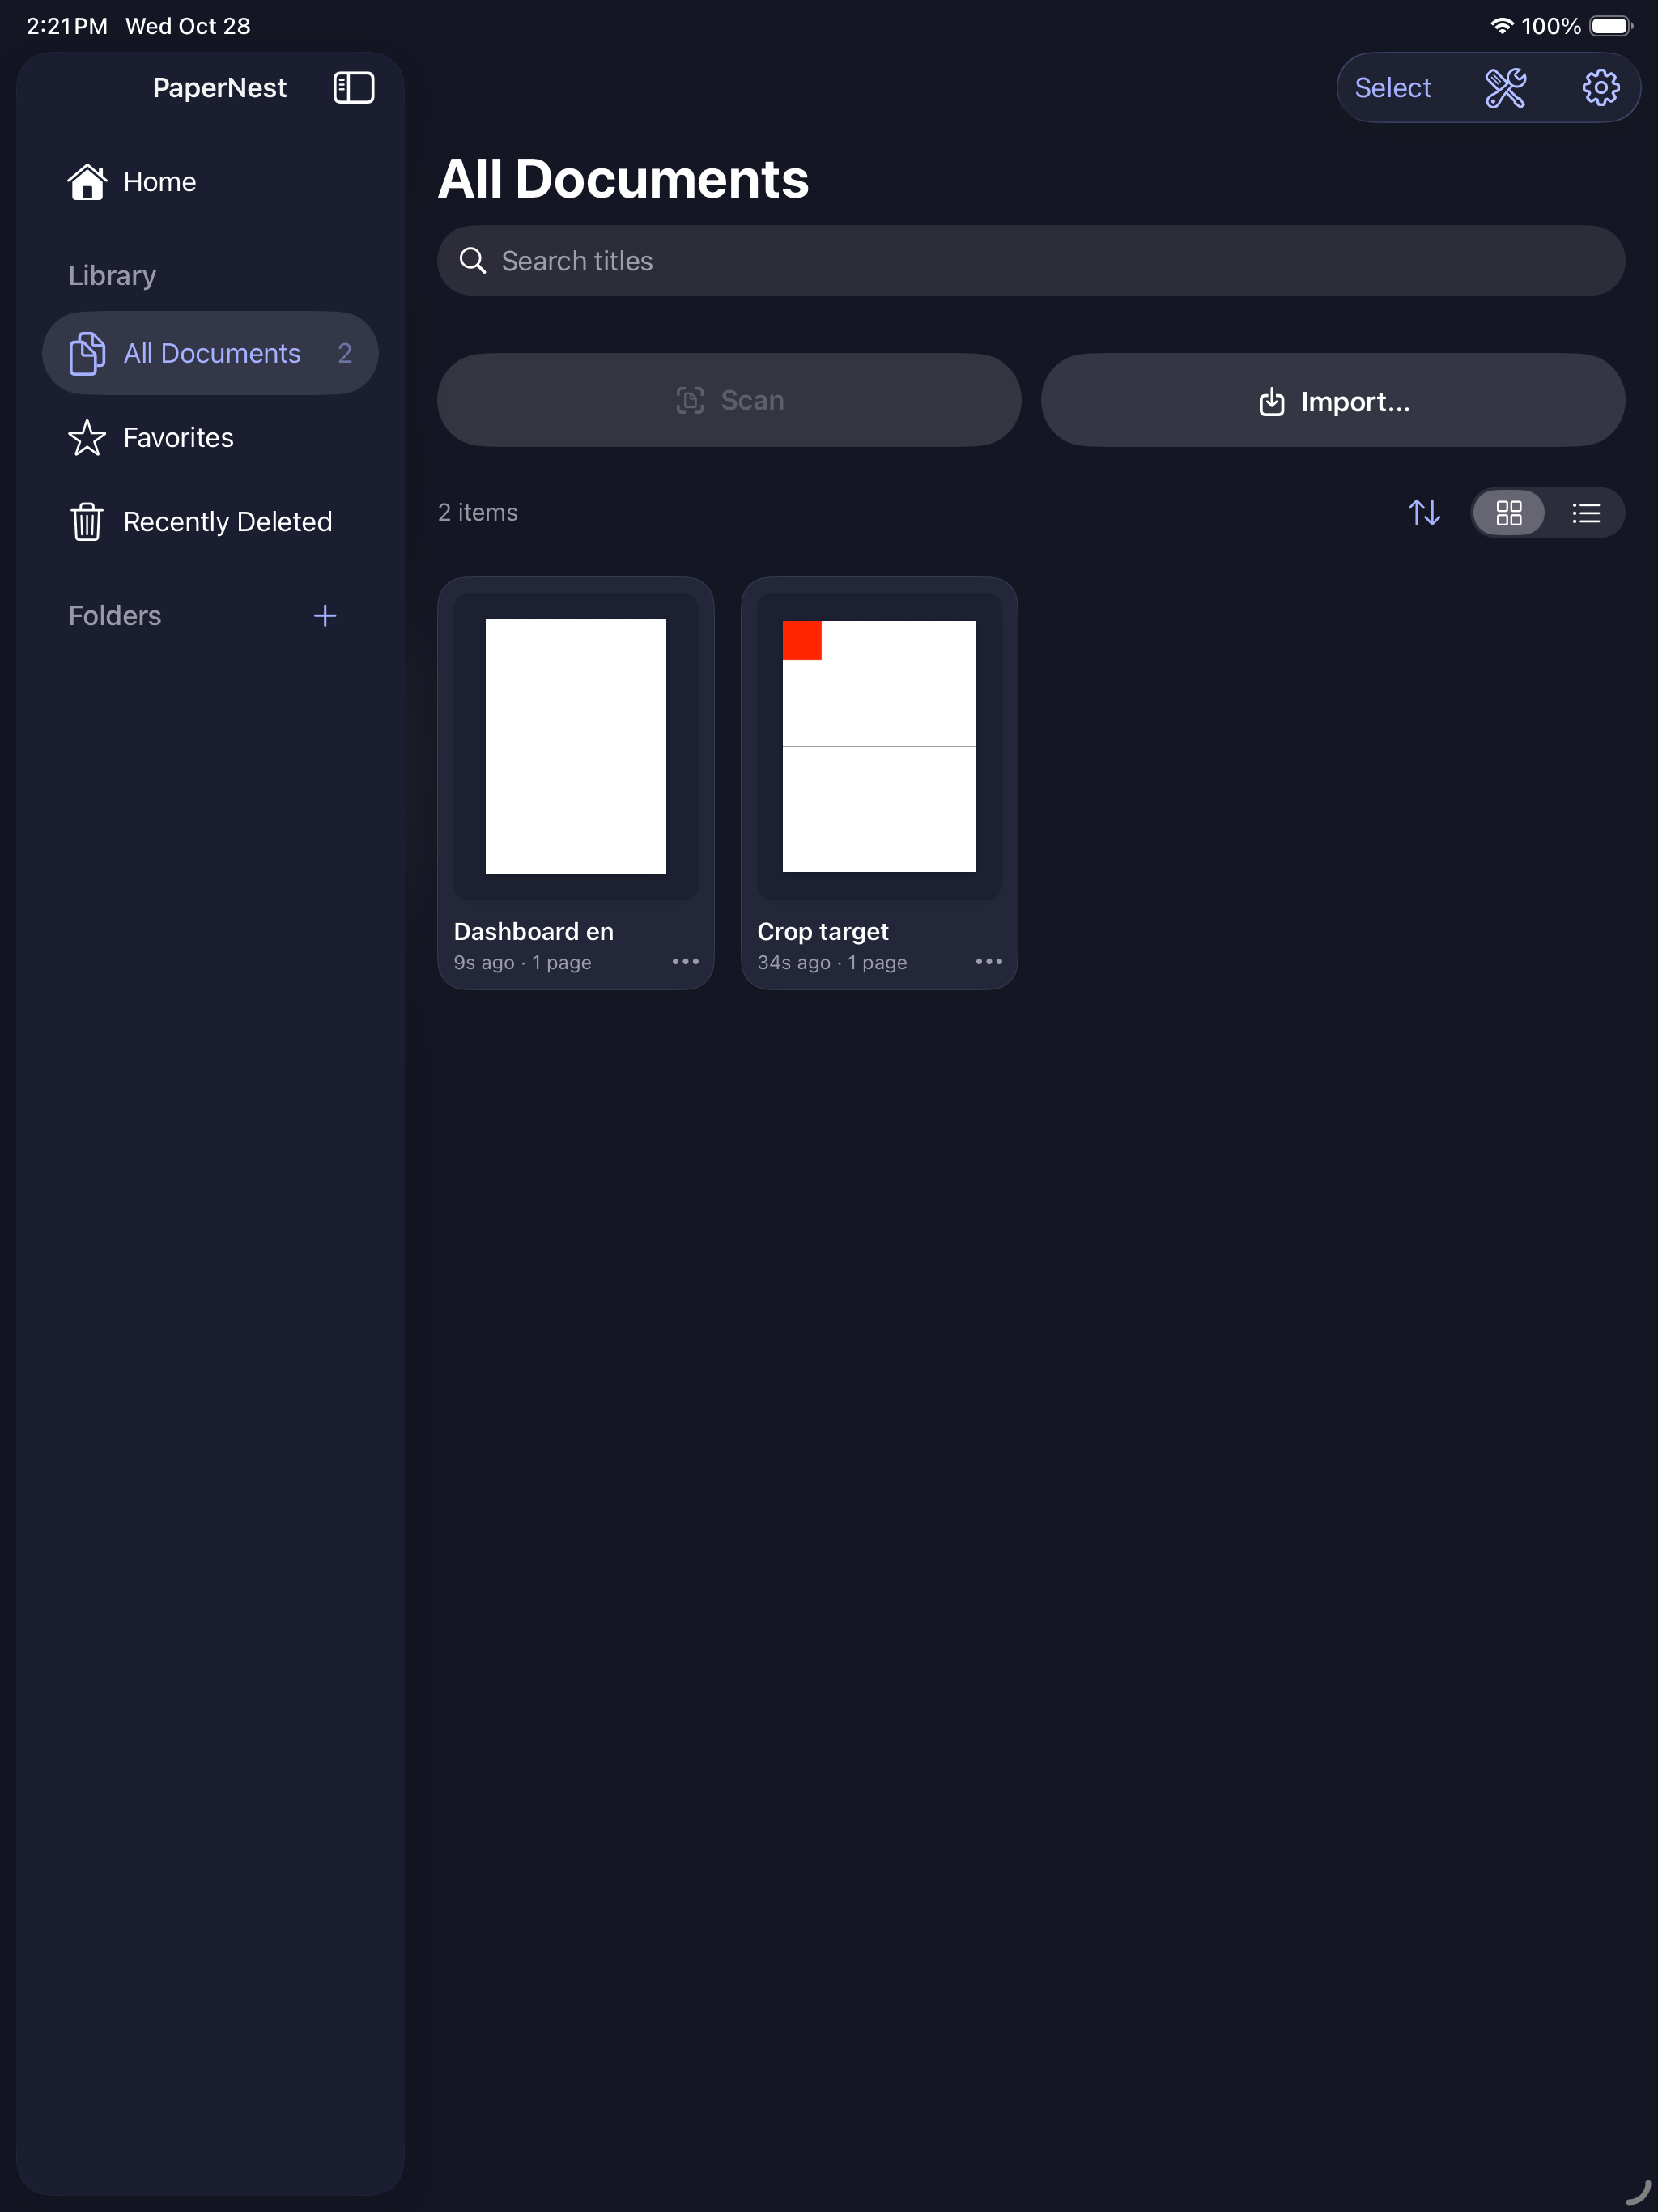 2:21 PM Wed Oct 28
100%
PaperNest
Home
Library
All Documents 2
Favorites
Recently Deleted
Folders
Select
All Documents
Search titles
Scan
Import...
2 items
Dashboard en
9s ago · 1 page
Crop target
34s ago · 1 page